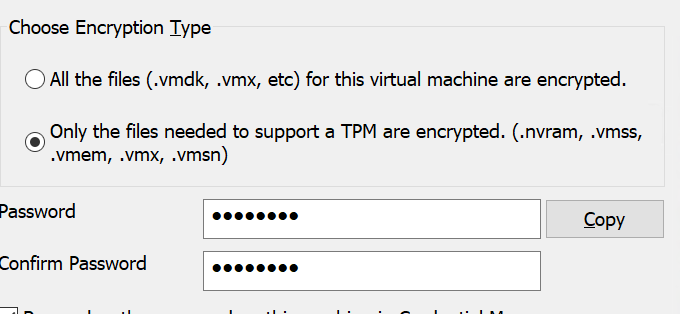 Choose Encryption Type
All the files (.vmdk, .vmx, etc) for this virtual machine are encrypted.
Only the files needed to support a TPM are encrypted. (.nvram, .vmss,
.vmem, .vmx, .vmsn)
Password
••••••••
Copy
Confirm Password
••••••••